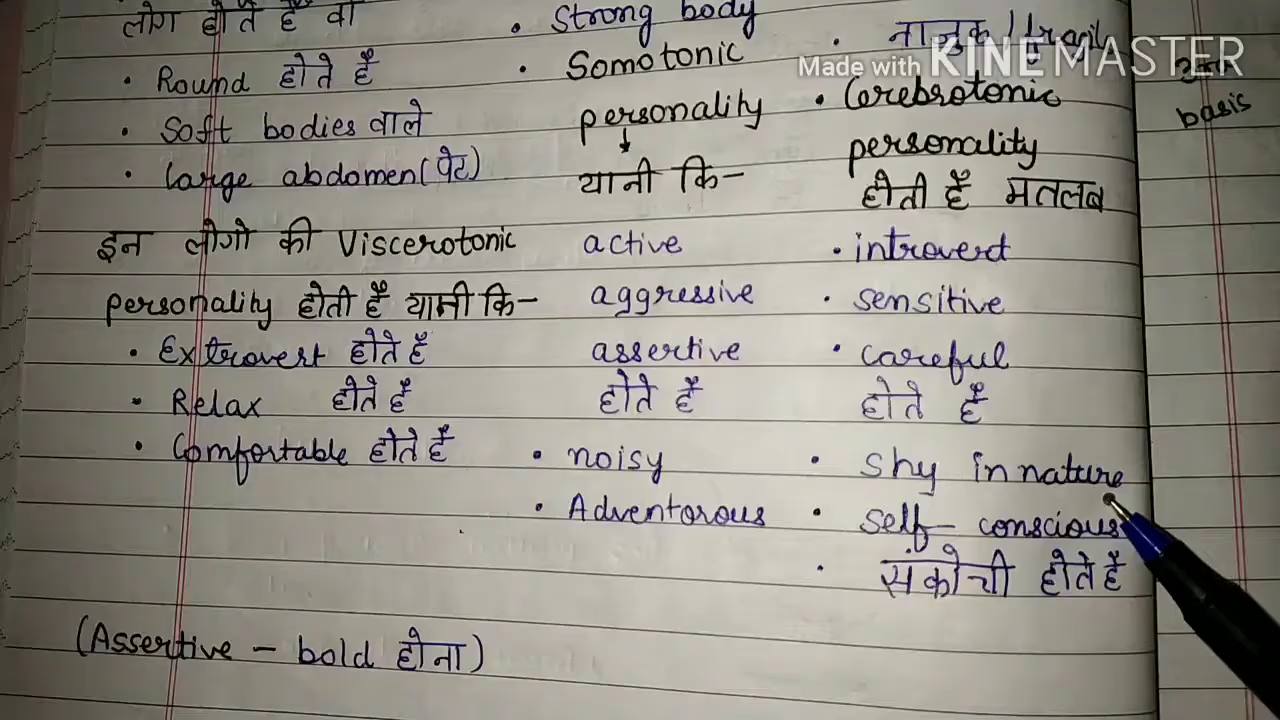 लोग होते हैं वो
• Round होते हैं
• Soft bodies वाले
• Large abdomen (पेट)
इन लोगो की Viscerotonic
personality होती हैं यानी कि-
• Extrovert होते हैं
• Relax होते हैं
• Comfortable होते हैं
(Assertive - bold होना)
• Strong body
• Somotonic
personality
↓
यानी कि-
active
aggressive
assertive
होते हैं
• noisy
• Adventorous
• नाजुक / fragil
• Cerebrotonic
personality
होती हैं मतलब
• introvert
• sensitive
• careful
होते हैं
• Shy in nature
• self- conscious
• संकोची होते हैं
basis
Made with KINEMASTER